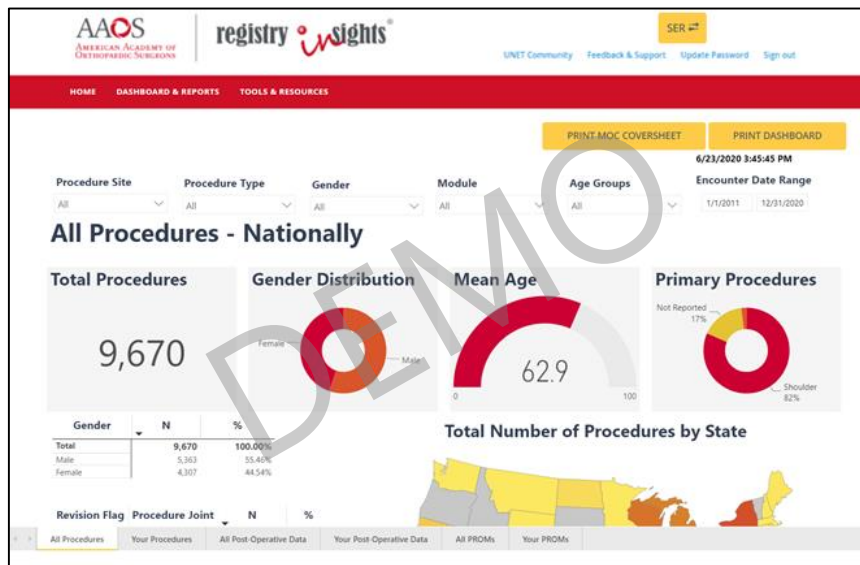 AAOS
AMERICAN ACADEMY OF
ORTHOPAEDIC SURGEONS
registry insights®
SER
UNET Community Feedback & Support Update Password Sign out
HOME DASHBOARD & REPORTS TOOLS & RESOURCES
PRINT MOC COVERSHEET PRINT DASHBOARD
6/23/2020 3:45:45 PM
Procedure Site Procedure Type Gender Module Age Groups Encounter Date Range
All All All All All 1/1/2011 12/31/2020
All Procedures - Nationally
Total Procedures Gender Distribution Mean Age Primary Procedures
9,670
Female
Male
62.9
0 100
Not Reported
17%
Shoulder
82%
DEMO
Gender N %
Total 9,670 100.00%
Male 5,363 55.46%
Female 4,307 44.54%
Total Number of Procedures by State
Revision Flag Procedure Joint N %
All Procedures Your Procedures All Post-Operative Data Your Post-Operative Data All PROMs Your PROMs